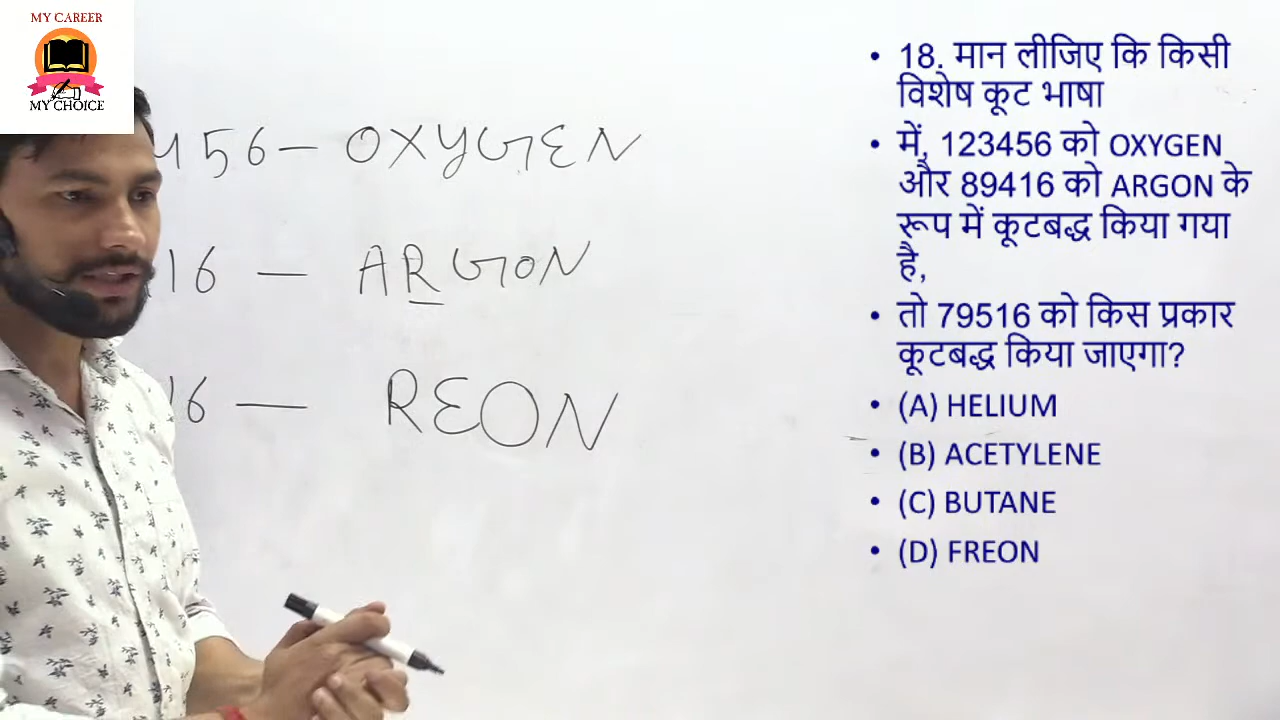 MY CAREER
MY CHOICE
456 — OXYGEN
16 — ARGON
16 — REON
• 18. मान लीजिए कि किसी
विशेष कूट भाषा
• में, 123456 को OXYGEN
और 89416 को ARGON के
रूप में कूटबद्ध किया गया
है,
• तो 79516 को किस प्रकार
कूटबद्ध किया जाएगा?
• (A) HELIUM
• (B) ACETYLENE
• (C) BUTANE
• (D) FREON